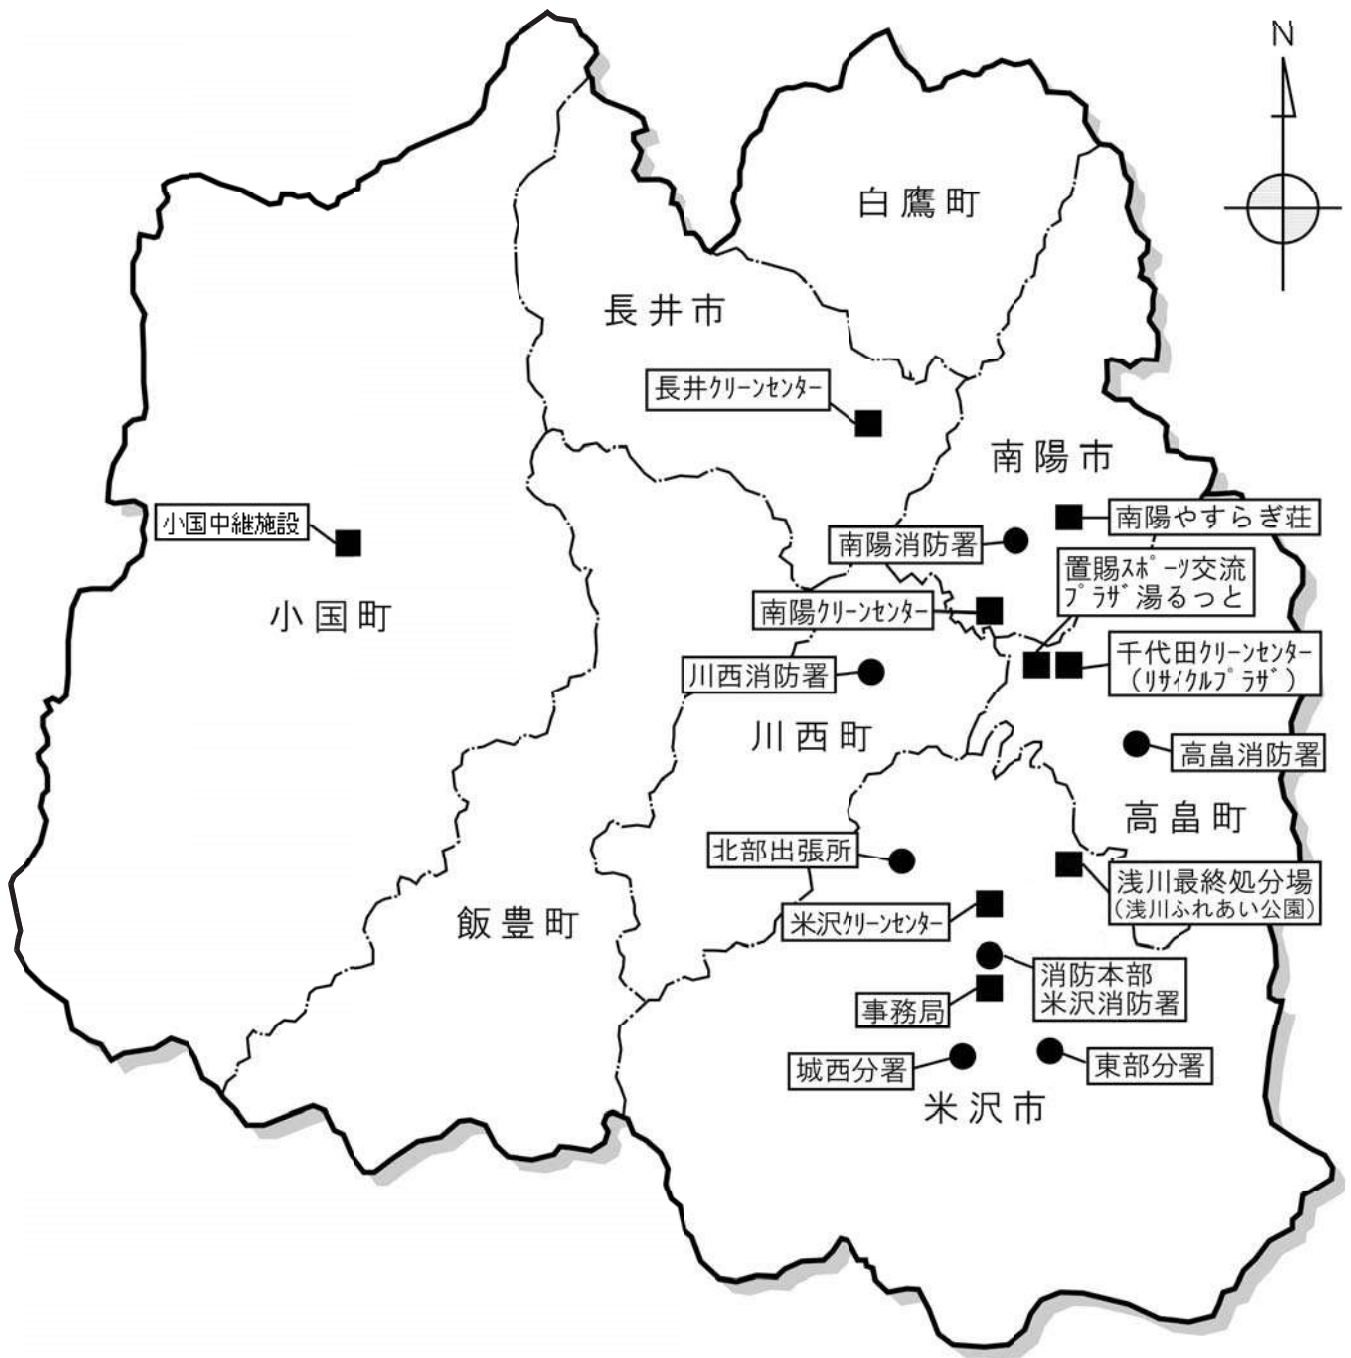 N
白鷹町
長井市
長井クリーンセンター
南陽市
小国中継施設
南陽やすらぎ荘
南陽消防署
置賜スポーツ交流
プラザ湯るっと
小国町
南陽クリーンセンター
千代田クリーンセンター
(リサイクルプラザ)
川西消防署
川西町
高畠消防署
高畠町
北部出張所
浅川最終処分場
(浅川ふれあい公園)
飯豊町
米沢クリーンセンター
消防本部
米沢消防署
事務局
城西分署
東部分署
米沢市